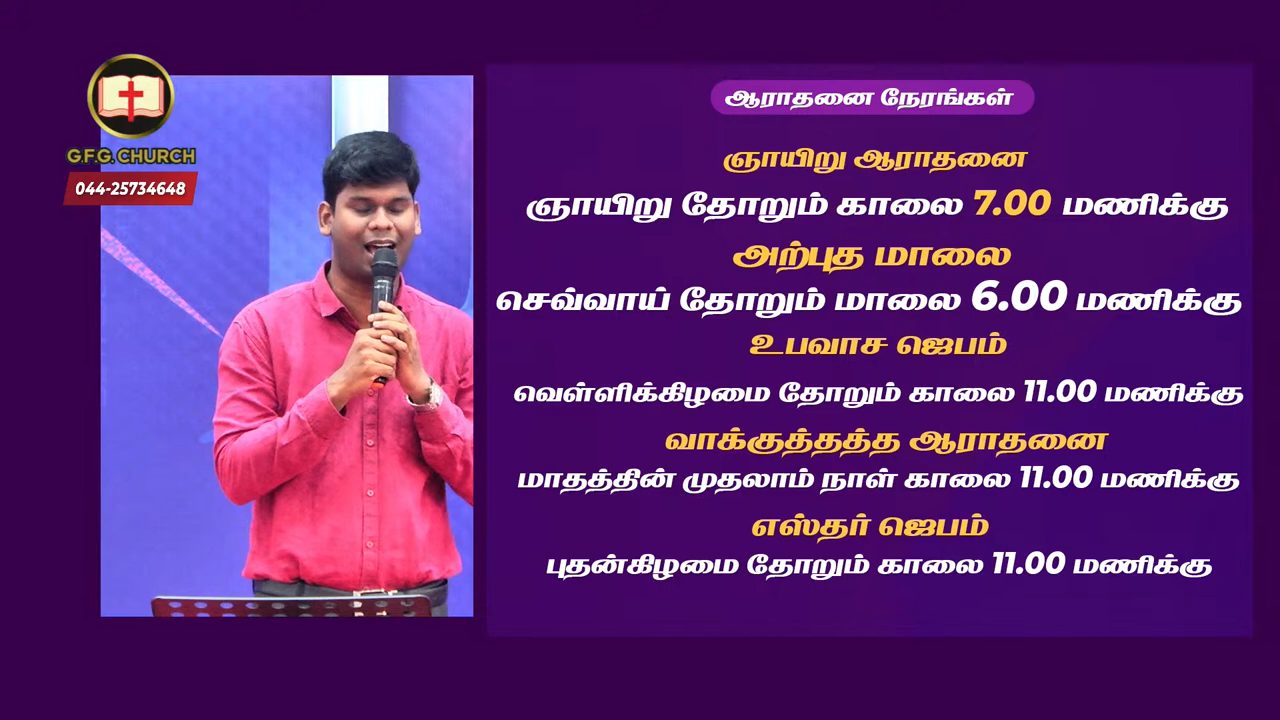 G.F.G. CHURCH
044-25734648
ஆராதனை நேரங்கள்
ஞாயிறு ஆராதனை
ஞாயிறு தோறும் காலை 7.00 மணிக்கு
அற்புத மாலை
செவ்வாய் தோறும் மாலை 6.00 மணிக்கு
உபவாச ஜெபம்
வெள்ளிக்கிழமை தோறும் காலை 11.00 மணிக்கு
வாக்குத்தத்த ஆராதனை
மாதத்தின் முதலாம் நாள் காலை 11.00 மணிக்கு
எஸ்தர் ஜெபம்
புதன்கிழமை தோறும் காலை 11.00 மணிக்கு